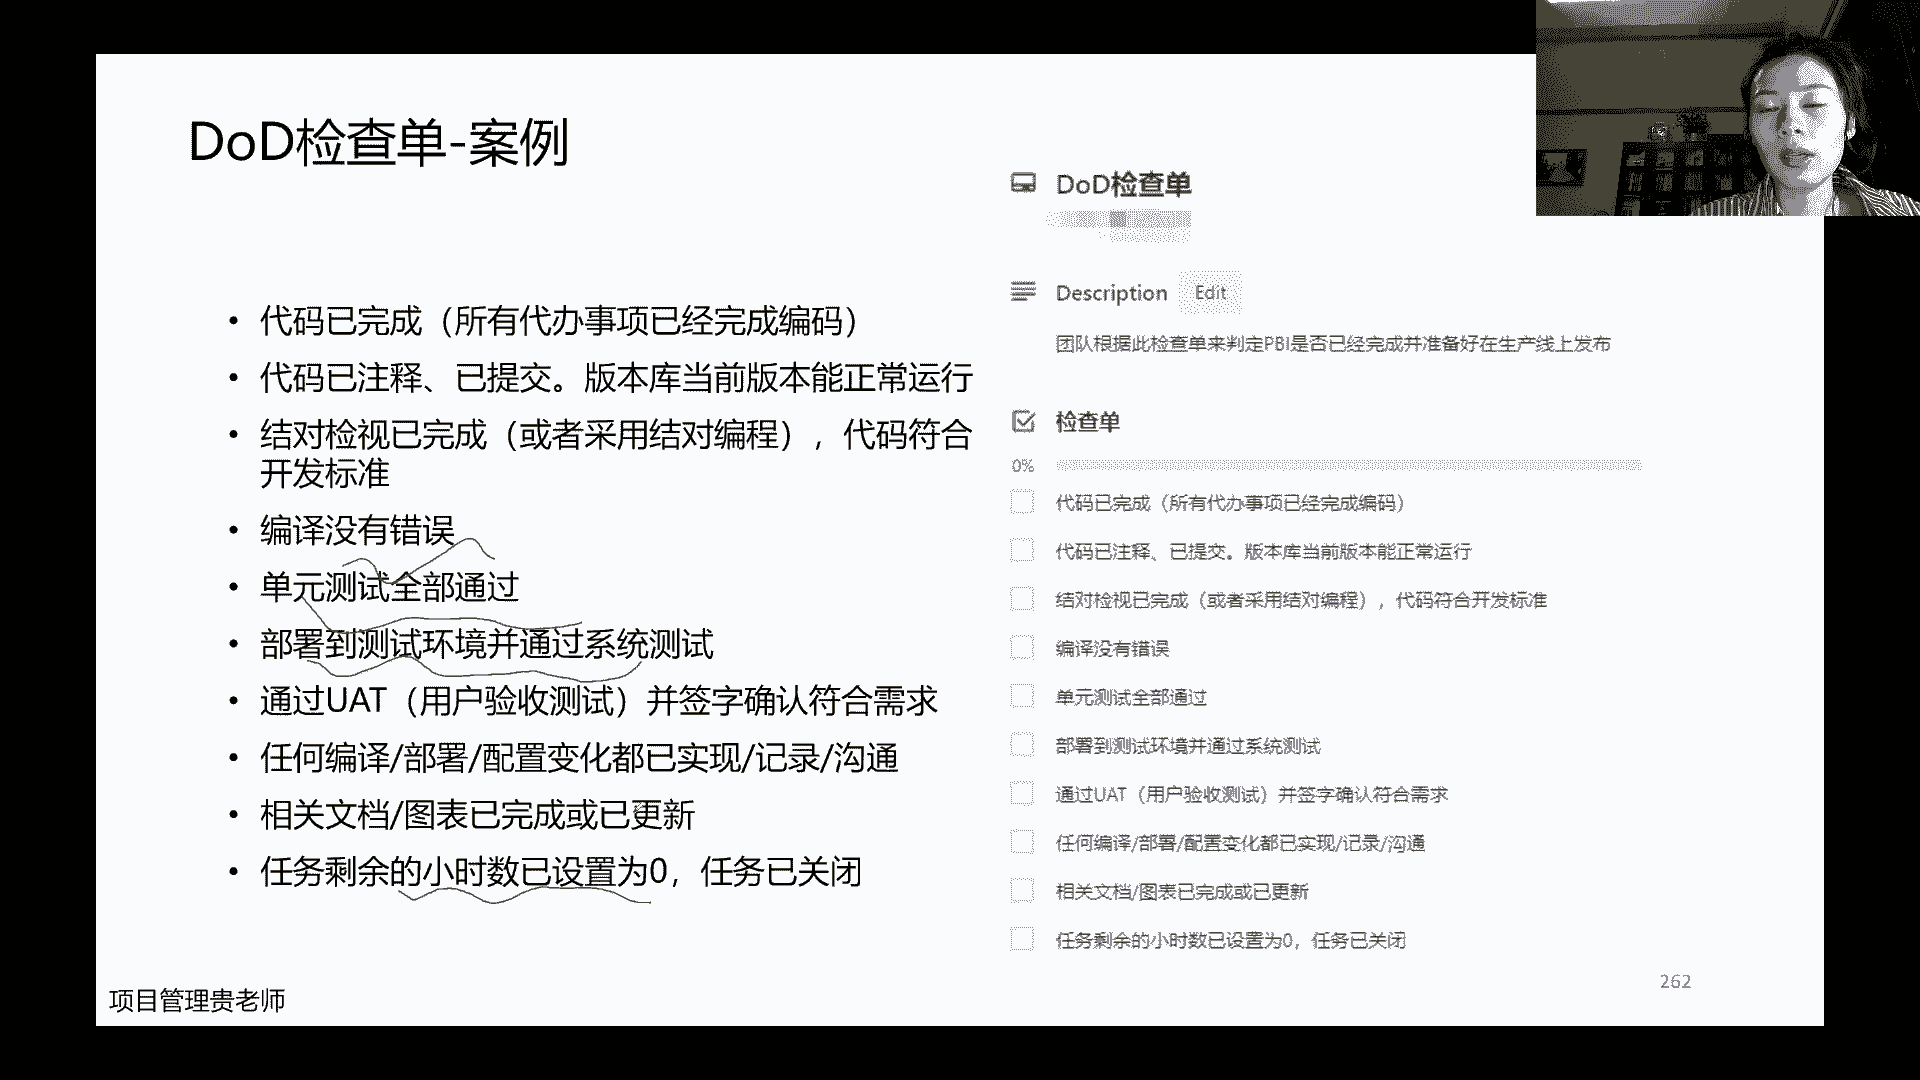 DoD检查单-案例
• 代码已完成（所有代办事项已经完成编码）
• 代码已注释、已提交。版本库当前版本能正常运行
• 结对检视已完成（或者采用结对编程），代码符合
开发标准
• 编译没有错误
• 单元测试全部通过
• 部署到测试环境并通过系统测试
• 通过UAT（用户验收测试）并签字确认符合需求
• 任何编译/部署/配置变化都已实现/记录/沟通
• 相关文档/图表已完成或已更新
• 任务剩余的小时数已设置为0，任务已关闭
DoD检查单
Description Edit
团队根据此检查单来判定PBI是否已经完成并准备好在生产线上发布
检查单
0%
代码已完成（所有代办事项已经完成编码）
代码已注释、已提交。版本库当前版本能正常运行
结对检视已完成（或者采用结对编程），代码符合开发标准
编译没有错误
单元测试全部通过
部署到测试环境并通过系统测试
通过UAT（用户验收测试）并签字确认符合需求
任何编译/部署/配置变化都已实现/记录/沟通
相关文档/图表已完成或已更新
任务剩余的小时数已设置为0，任务已关闭
262
项目管理贵老师